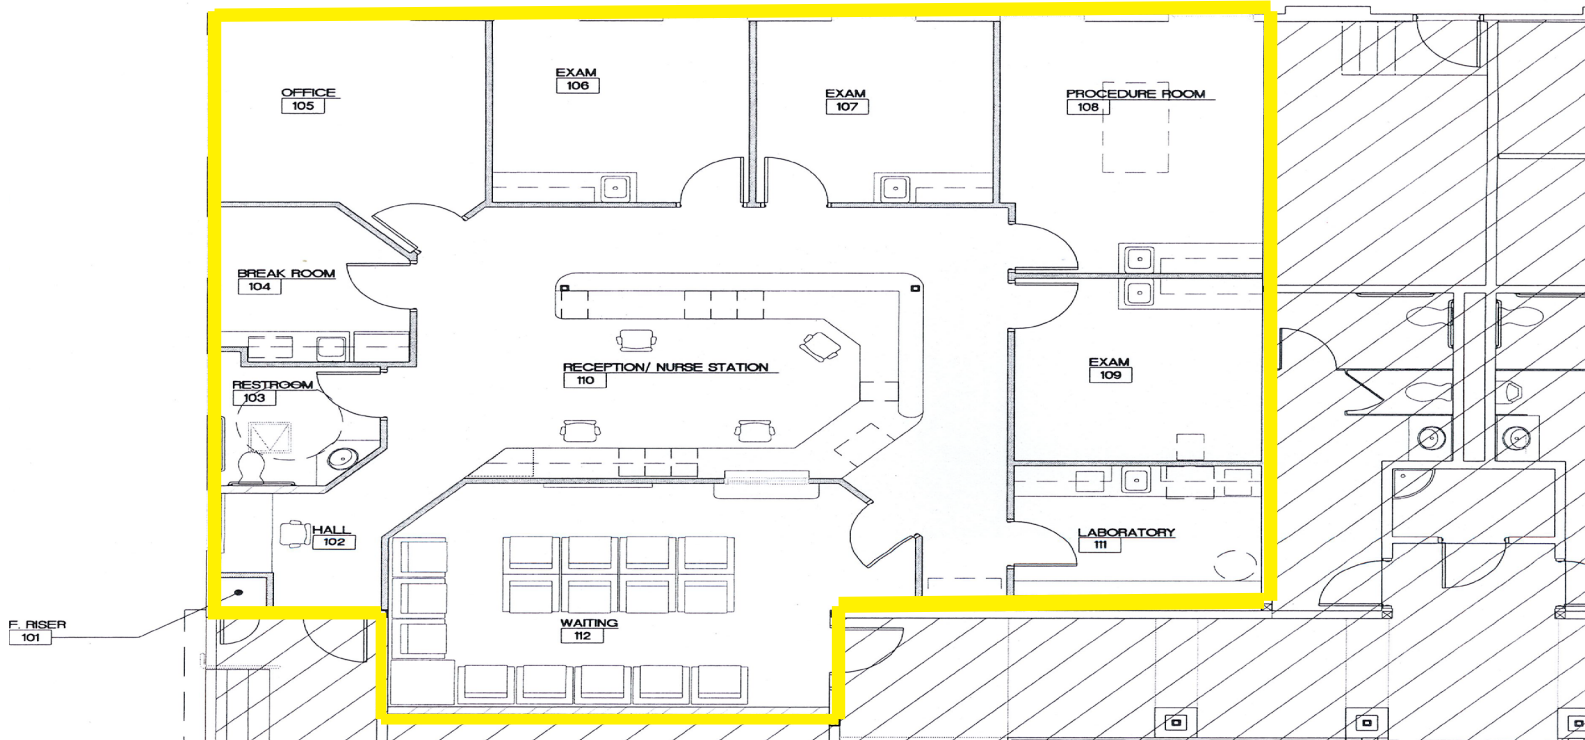 OFFICE
105
EXAM
106
EXAM
107
PROCEDURE ROOM
108
BREAK ROOM
104
RECEPTION/ NURSE STATION
110
EXAM
109
RESTROOM
103
HALL
102
LABORATORY
111
F. RISER
101
WAITING
112